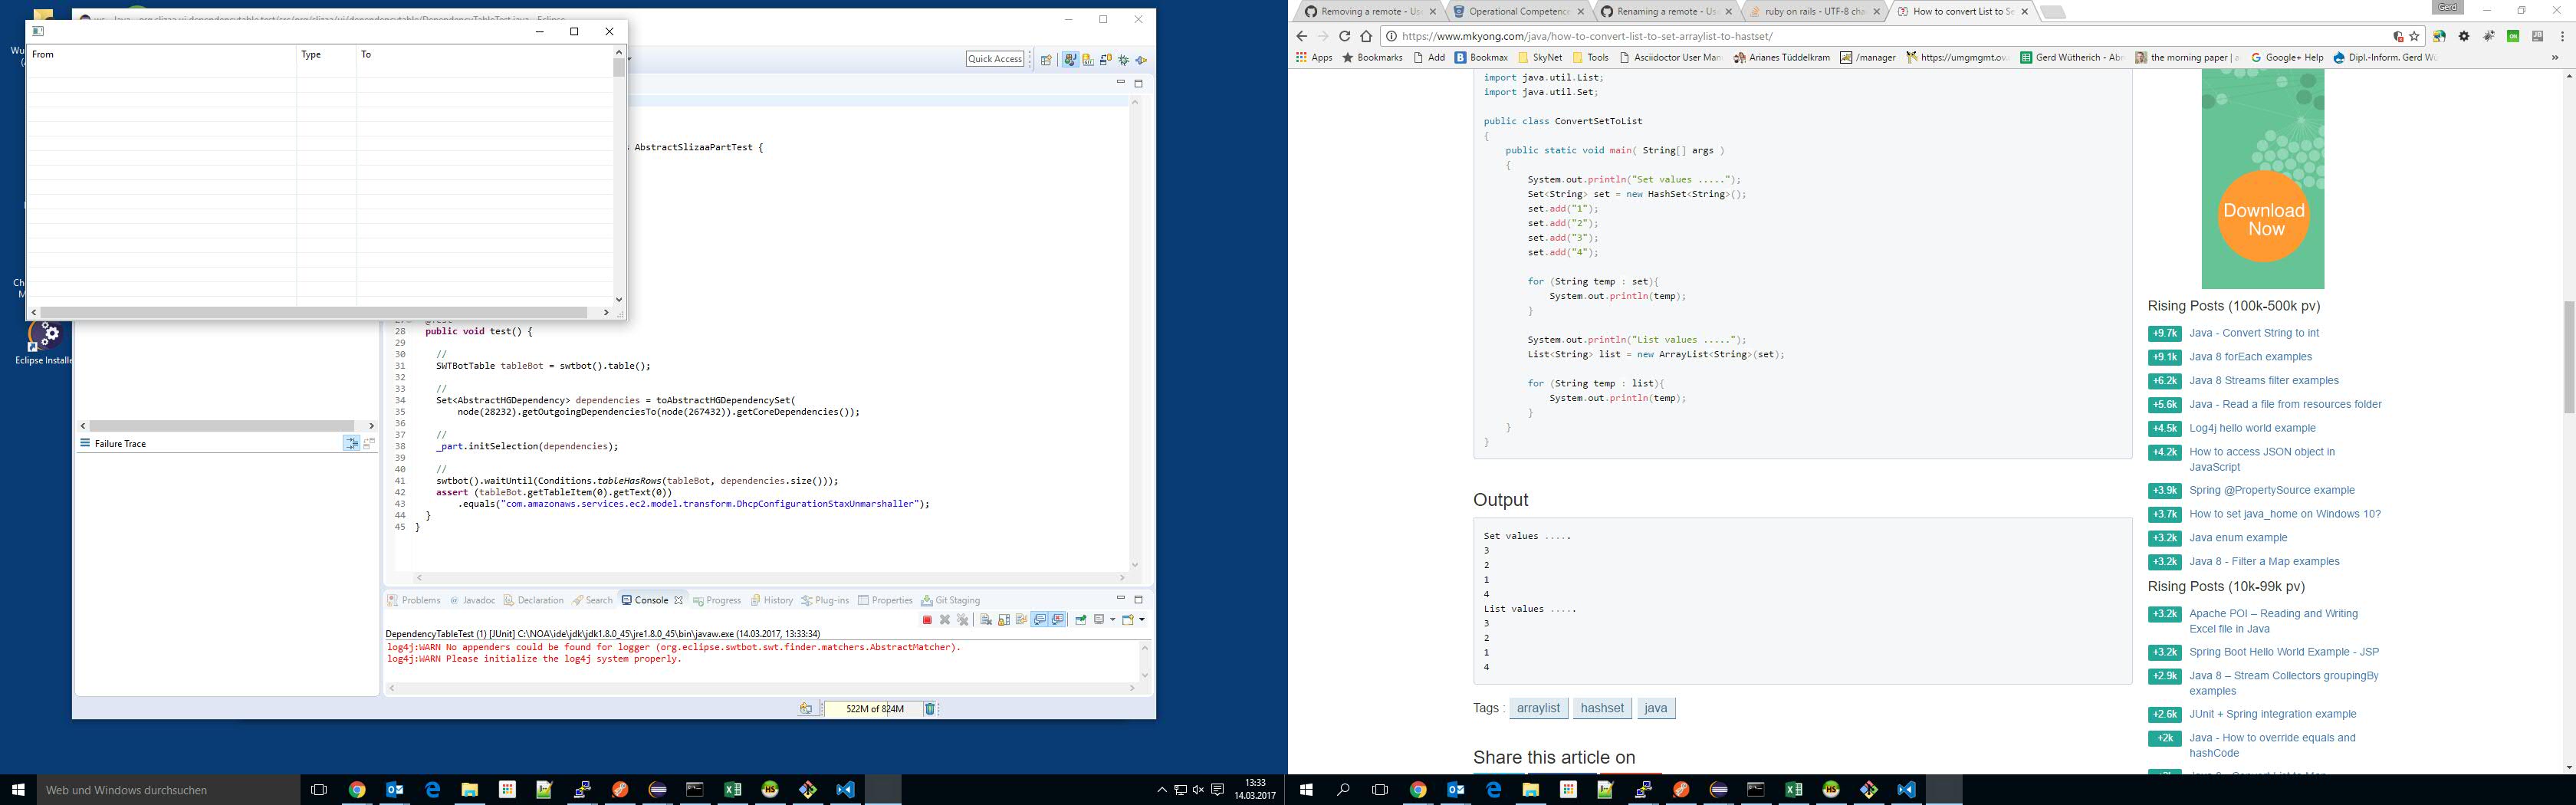 From Type To
Quick Access
AbstractSlizaaPartTest {
28 public void test() {
29
30 //
31 SWTBotTable tableBot = swtbot().table();
32
33 //
34 Set<AbstractHGDependency> dependencies = toAbstractHGDependencySet(
35 node(28232).getOutgoingDependenciesTo(node(267432)).getCoreDependencies());
36
37 //
38 _part.initSelection(dependencies);
39
40 //
41 swtbot().waitUntil(Conditions.tableHasRows(tableBot, dependencies.size()));
42 assert (tableBot.getTableItem(0).getText(0)
43 .equals("com.amazonaws.services.ec2.model.transform.DhcpConfigurationStaxUnmarshaller");
44 }
45 }
Eclipse Installe
Failure Trace
Problems Javadoc Declaration Search Console Progress History Plug-ins Properties Git Staging
DependencyTableTest (1) [JUnit] C:\NOA\ide\jdk\jdk1.8.0_45\jre1.8.0_45\bin\javaw.exe (14.03.2017, 13:33:34)
log4j:WARN No appenders could be found for logger (org.eclipse.swtbot.swt.finder.matchers.AbstractMatcher).
log4j:WARN Please initialize the log4j system properly.
522M of 824M
Web und Windows durchsuchen
13:33
14.03.2017
Removing a remote - Us Operational Competence Renaming a remote - Us ruby on rails - UTF-8 cha How to convert List to Se
Gerd
https://www.mkyong.com/java/how-to-convert-list-to-set-arraylist-to-hastset/
Apps Bookmarks Add Bookmax SkyNet Tools Asciidoctor User Man Arianes Tüddelkram /manager https://umgmgmt.ov Gerd Wütherich - Abr the morning paper | Google+ Help Dipl.-Inform. Gerd Wü »
import java.util.List;
import java.util.Set;
public class ConvertSetToList
{
public static void main( String[] args )
{
System.out.println("Set values .....");
Set<String> set = new HashSet<String>();
set.add("1");
set.add("2");
set.add("3");
set.add("4");
for (String temp : set){
System.out.println(temp);
}
System.out.println("List values .....");
List<String> list = new ArrayList<String>(set);
for (String temp : list){
System.out.println(temp);
}
}
}
Output
Set values .....
3
2
1
4
List values .....
3
2
1
4
Tags : arraylist hashset java
Share this article on
Download
Now
Rising Posts (100k-500k pv)
+9.7k Java - Convert String to int
+9.1k Java 8 forEach examples
+6.2k Java 8 Streams filter examples
+5.6k Java - Read a file from resources folder
+4.5k Log4j hello world example
+4.2k How to access JSON object in
JavaScript
+3.9k Spring @PropertySource example
+3.7k How to set java_home on Windows 10?
+3.2k Java enum example
+3.2k Java 8 - Filter a Map examples
Rising Posts (10k-99k pv)
+3.2k Apache POI – Reading and Writing
Excel file in Java
+3.2k Spring Boot Hello World Example - JSP
+2.9k Java 8 – Stream Collectors groupingBy
examples
+2.6k JUnit + Spring integration example
+2k Java - How to override equals and
hashCode